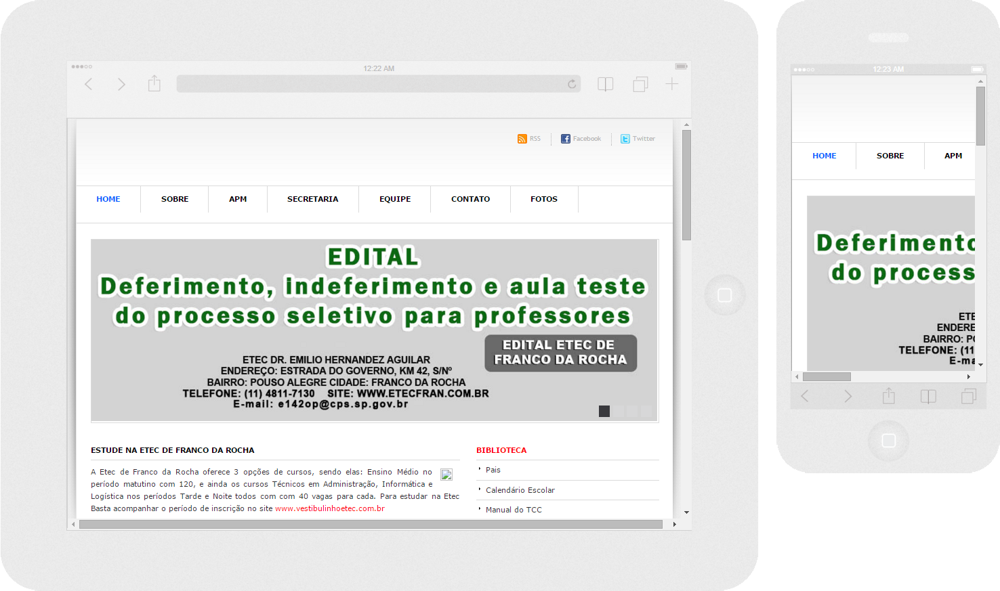 12:22 AM
RSS
Facebook
Twitter
HOME
SOBRE
APM
SECRETARIA
EQUIPE
CONTATO
FOTOS
EDITAL
Deferimento, indeferimento e aula teste
do processo seletivo para professores
EDITAL ETEC DE
FRANCO DA ROCHA
ETEC DR. EMILIO HERNANDEZ AGUILAR
ENDEREÇO: ESTRADA DO GOVERNO, KM 42, S/Nº
BAIRRO: POUSO ALEGRE CIDADE: FRANCO DA ROCHA
TELEFONE: (11) 4811-7130 SITE: WWW.ETECFRAN.COM.BR
E-mail: e142op@cps.sp.gov.br
ESTUDE NA ETEC DE FRANCO DA ROCHA
A Etec de Franco da Rocha oferece 3 opções de cursos, sendo elas: Ensino Médio no
período matutino com 120, e ainda os cursos Técnicos em Administração, Informática e
Logística nos períodos Tarde e Noite todos com com 40 vagas para cada. Para estudar na Etec
Basta acompanhar o período de inscrição no site www.vestibulinhoetec.com.br
BIBLIOTECA
Pais
Calendário Escolar
Manual do TCC
12:23 AM
HOME
SOBRE
APM
Deferimento
do process
ETE
ENDERE
BAIRRO: PO
TELEFONE: (11
E-ma